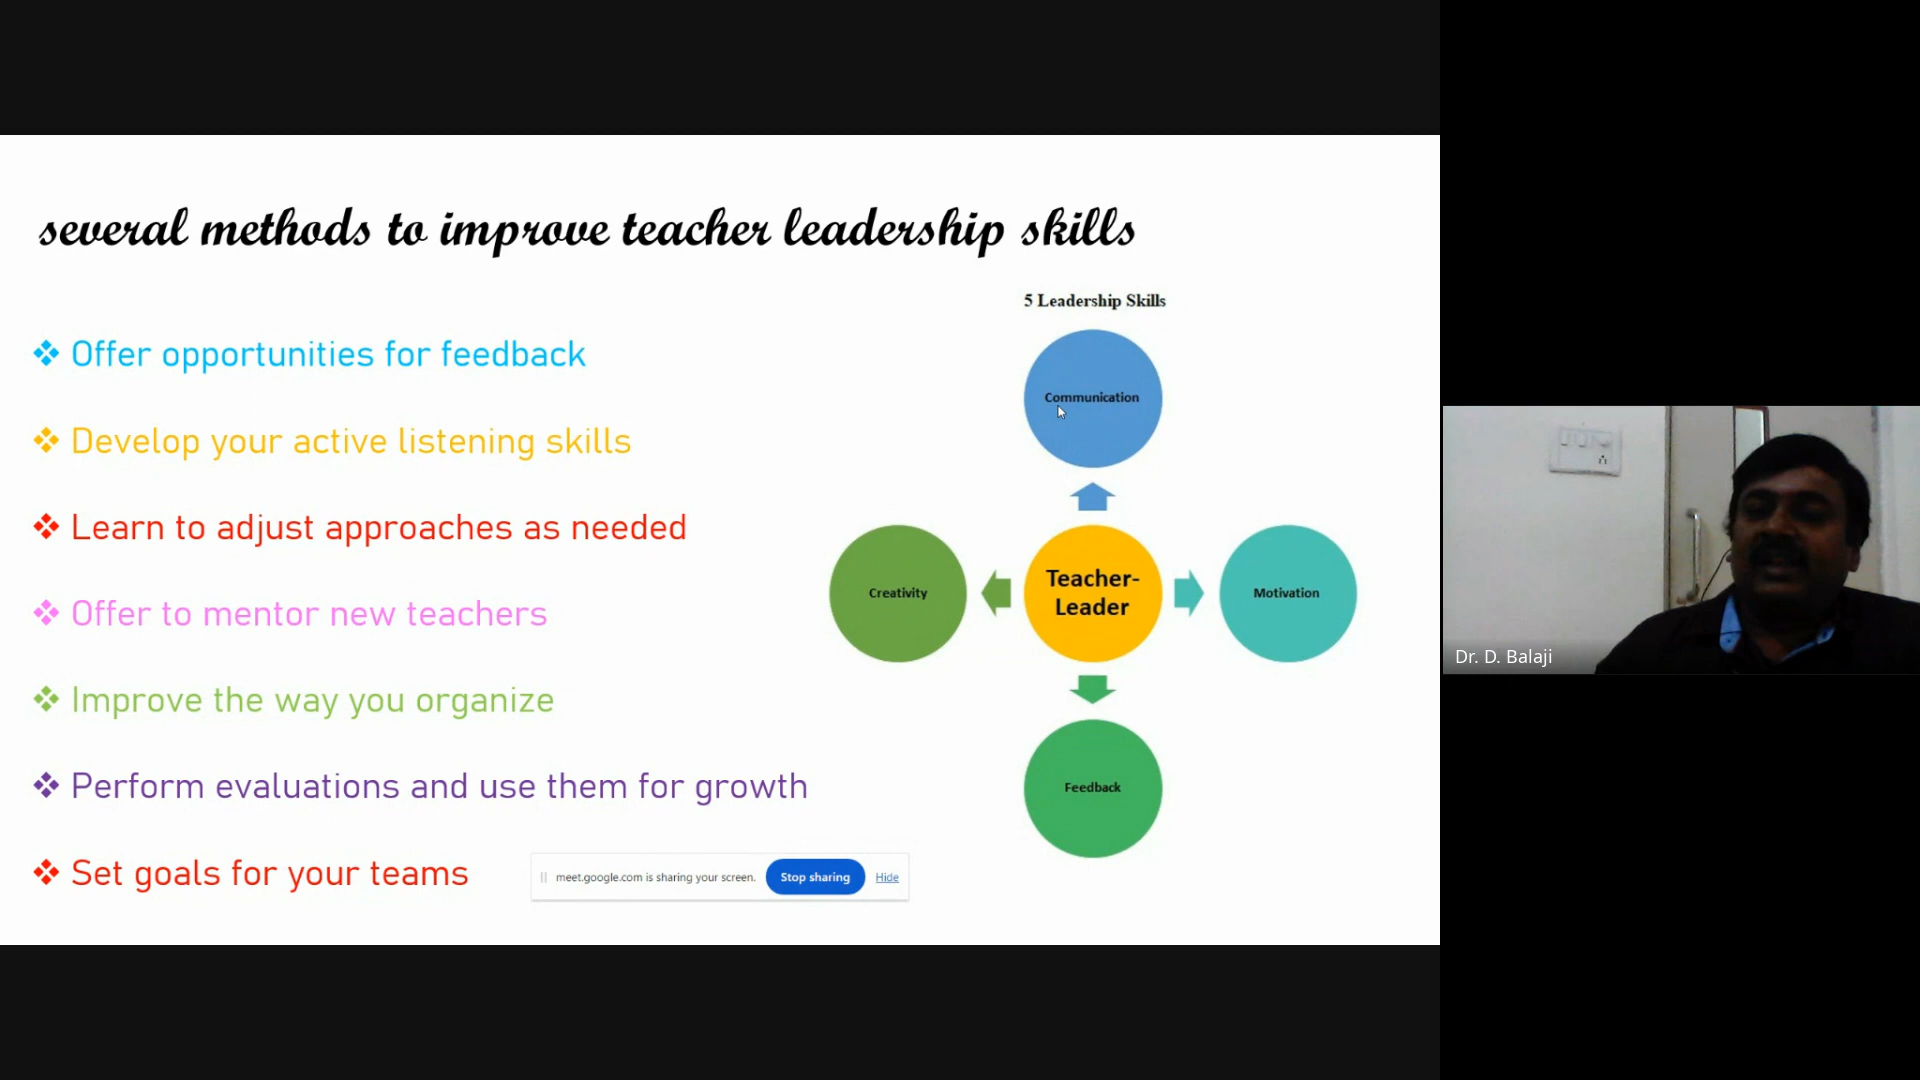 several methods to improve teacher leadership skills
5 Leadership Skills
❖ Offer opportunities for feedback
❖ Develop your active listening skills
❖ Learn to adjust approaches as needed
❖ Offer to mentor new teachers
❖ Improve the way you organize
❖ Perform evaluations and use them for growth
❖ Set goals for your teams
Communication
Creativity
Teacher-
Leader
Motivation
Feedback
meet.google.com is sharing your screen. Stop sharing Hide
Dr. D. Balaji